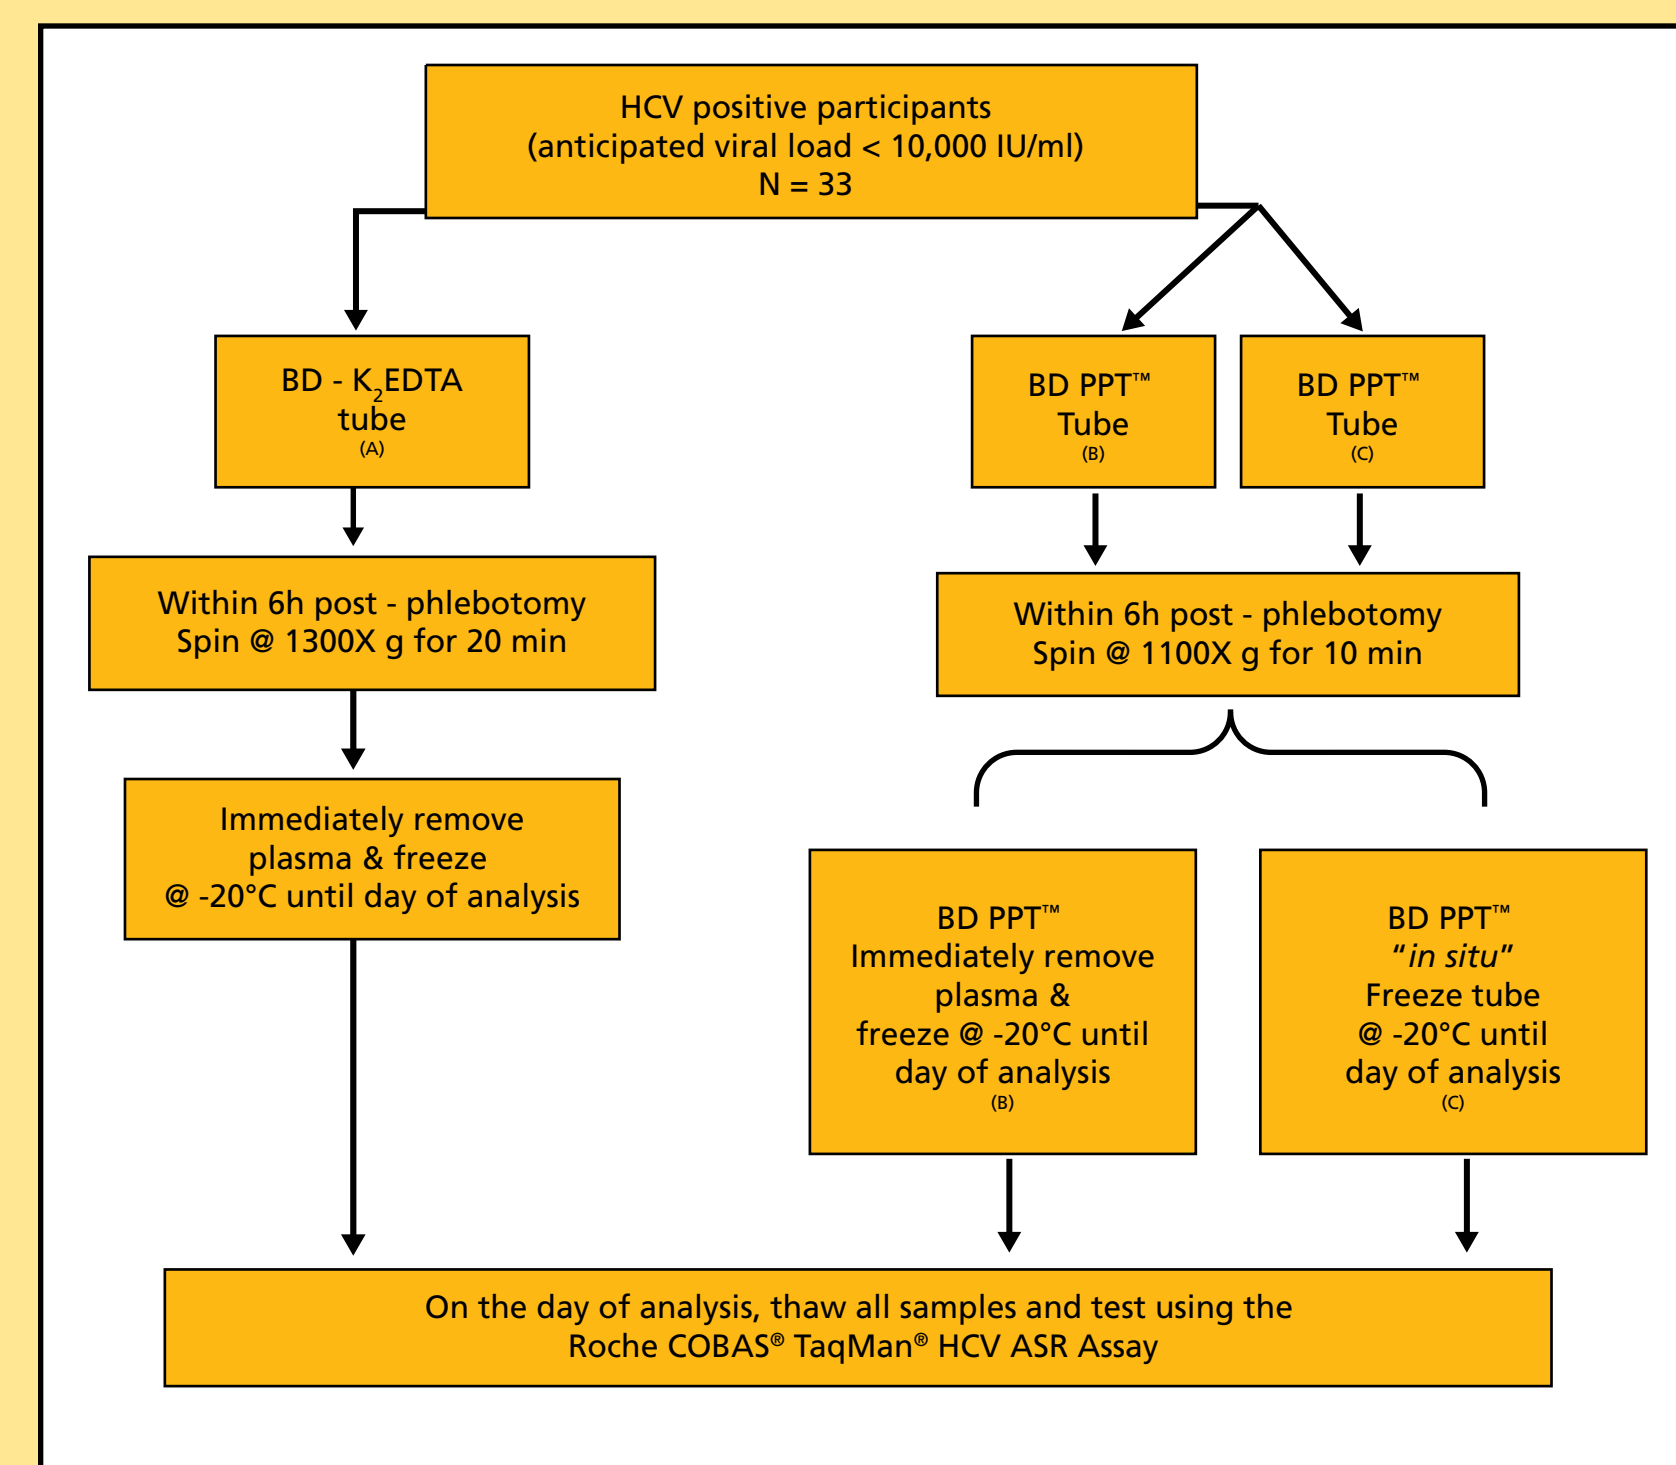 HCV positive participants
(anticipated viral load < 10,000 IU/ml)
N = 33
BD - K₂EDTA
tube
(A)
BD PPT™
Tube
(B)
BD PPT™
Tube
(C)
Within 6h post - phlebotomy
Spin @ 1300X g for 20 min
Within 6h post - phlebotomy
Spin @ 1100X g for 10 min
Immediately remove
plasma & freeze
@ -20°C until day of analysis
BD PPT™
Immediately remove
plasma &
freeze @ -20°C until
day of analysis
(B)
BD PPT™
“in situ”
Freeze tube
@ -20°C until
day of analysis
(C)
On the day of analysis, thaw all samples and test using the
Roche COBAS® TaqMan® HCV ASR Assay